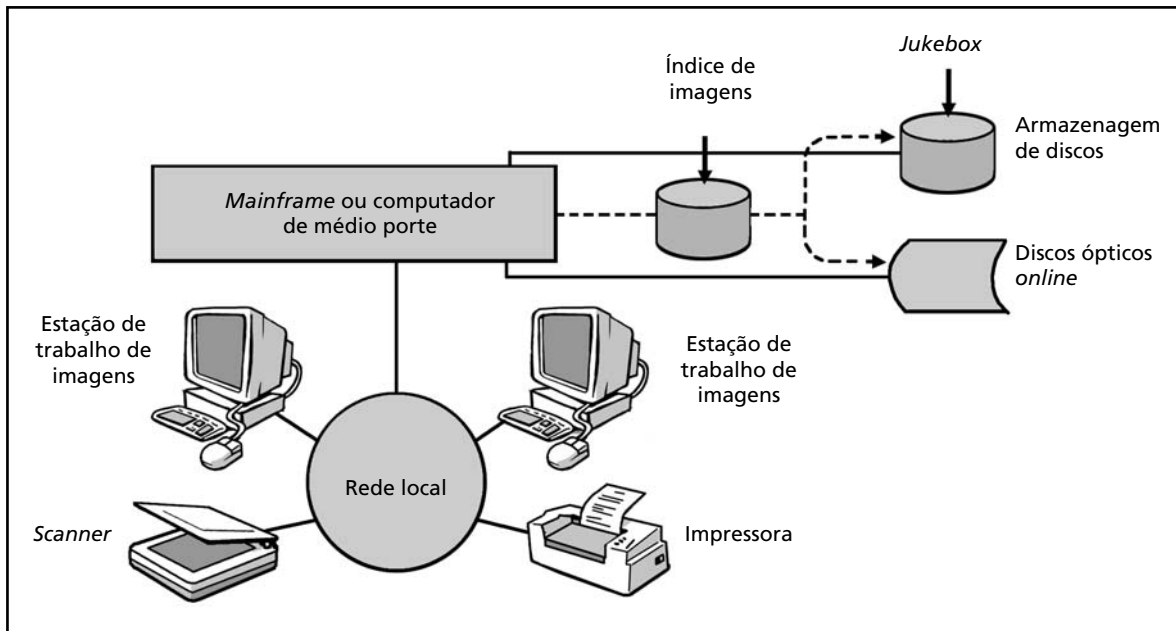 Jukebox
Índice de
imagens
Armazenagem
de discos
Mainframe ou computador
de médio porte
Discos ópticos
online
Estação de
trabalho de
imagens
Estação de
trabalho de
imagens
Rede local
Scanner
Impressora